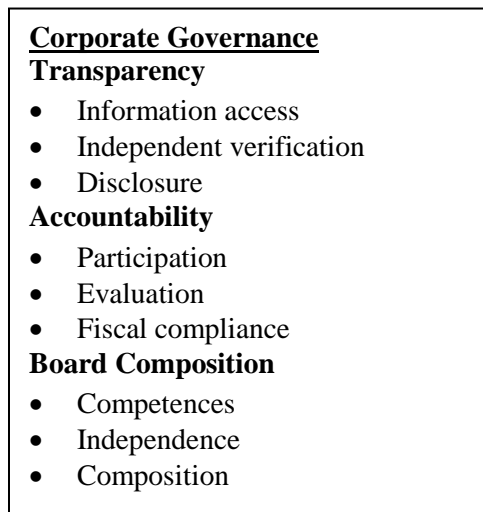 Corporate Governance
Transparency
• Information access
• Independent verification
• Disclosure
Accountability
• Participation
• Evaluation
• Fiscal compliance
Board Composition
• Competences
• Independence
• Composition